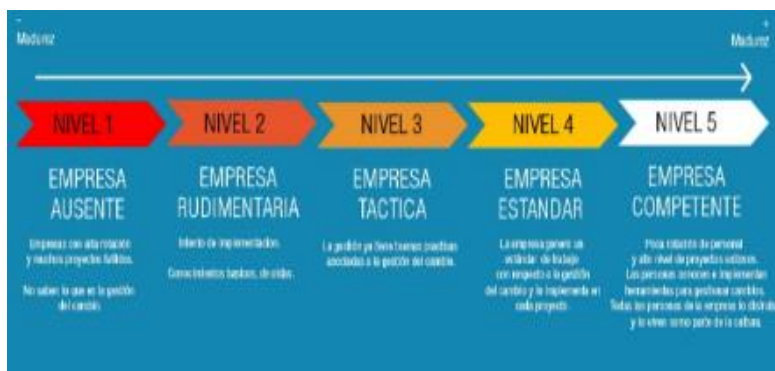 -
+
Madurez
Madurez
NIVEL 1
NIVEL 2
NIVEL 3
NIVEL 4
NIVEL 5
EMPRESA
AUSENTE
Empresas con alta rotación
y muchos proyectos fallidos.
No saben lo que es la gestión
del cambio.
EMPRESA
RUDIMENTARIA
Intento de implementación.
Conocimientos basicos, de oídas.
EMPRESA
TACTICA
La gestión ya tiene buenas practicas
asociadas a la gestión del cambio.
EMPRESA
ESTANDAR
La empresa genera un
estándar de trabajo
con respecto a la gestión
del cambio y lo implementa en
cada proyecto.
EMPRESA
COMPETENTE
Poca rotación de personal
y alto nivel de proyectos exitosos.
Las personas conocen e implementan
herramientas para gestionar cambios.
Todas las personas de la empresa lo disfrutan
y lo viven como parte de la cultura.